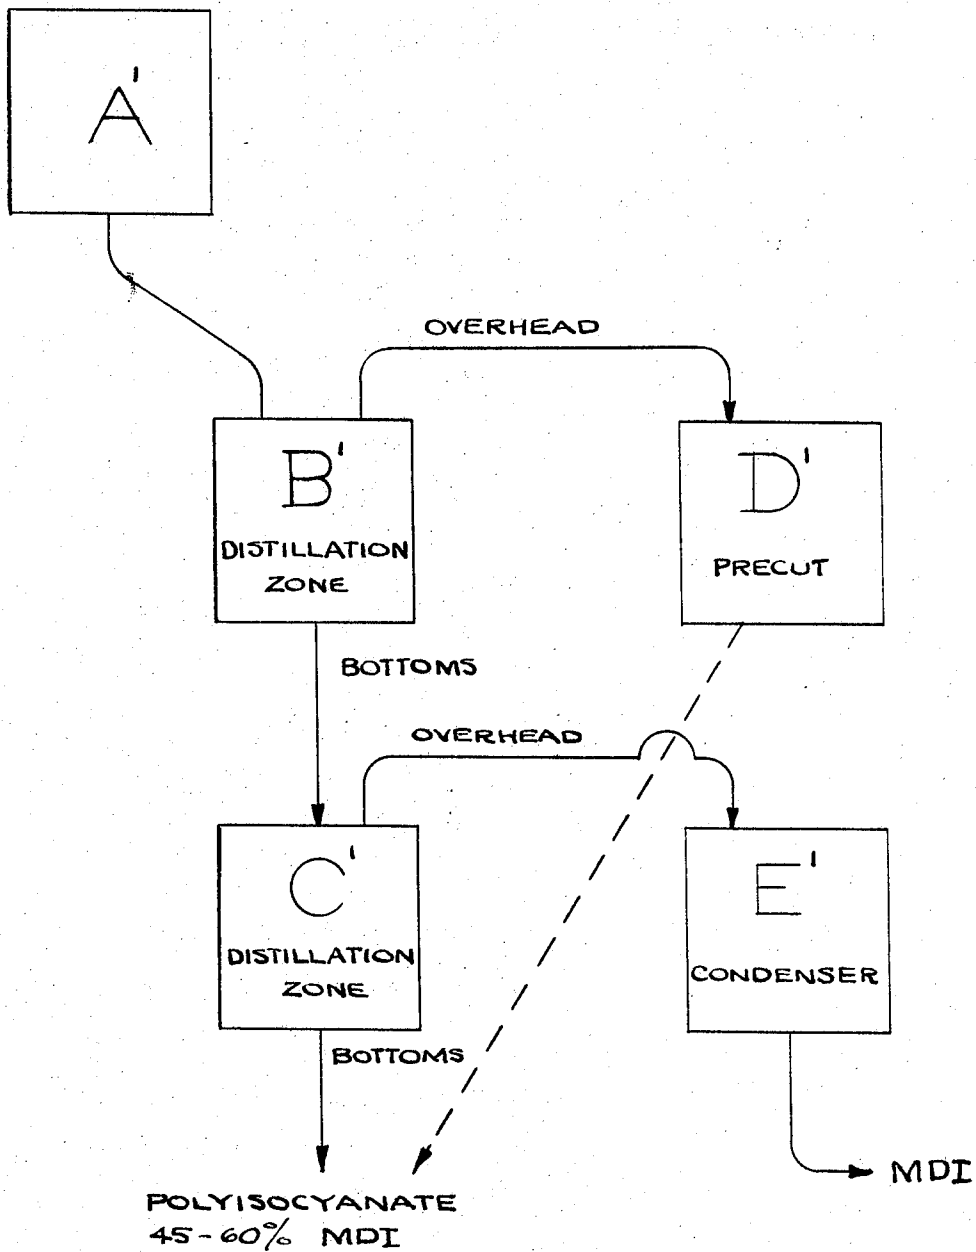 A'
OVERHEAD
B'
DISTILLATION
ZONE
D'
PRECUT
BOTTOMS
OVERHEAD
C'
DISTILLATION
ZONE
E'
CONDENSER
BOTTOMS
MDI
POLYISOCYANATE
45-60% MDI